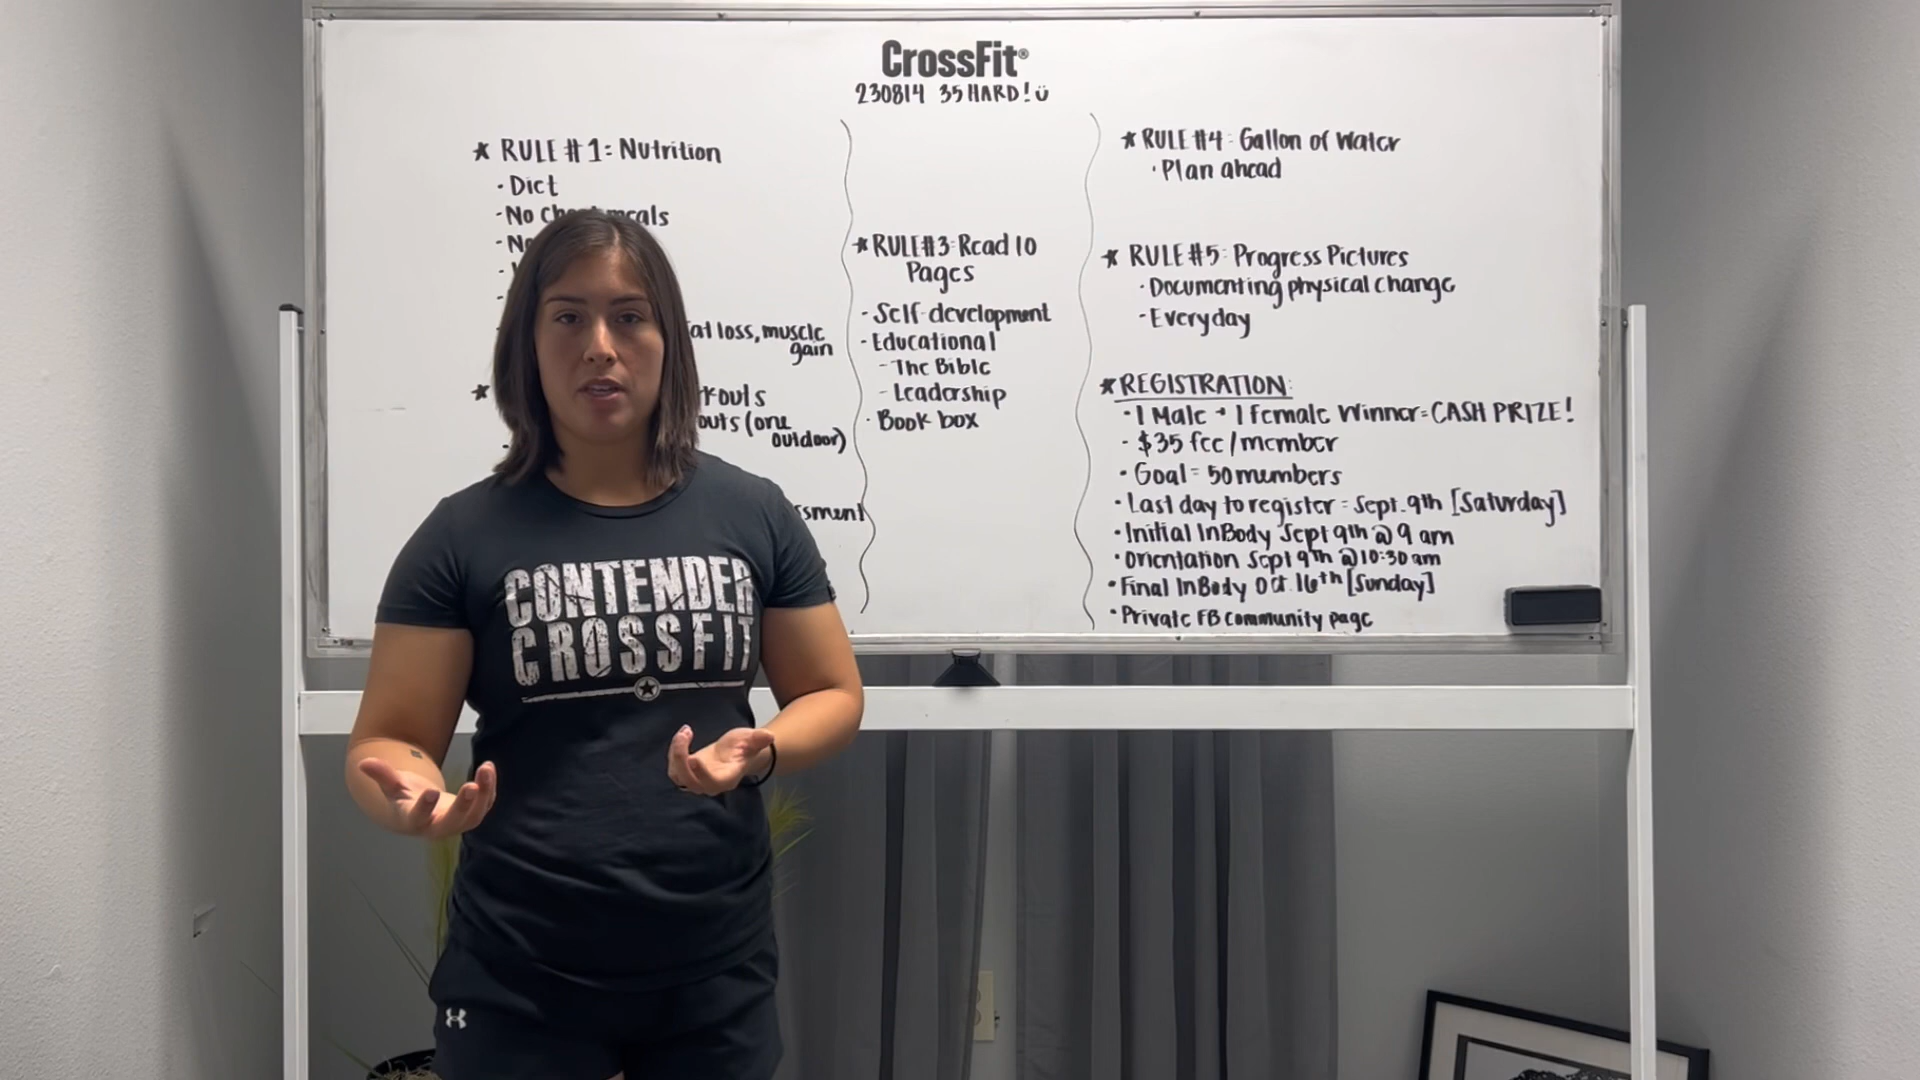 CrossFit®
230814 35 HARD! ü
★ RULE #1: Nutrition
· Diet
- No cheat meals
- No
fat loss, muscle
gain
★
outs (one
outdoor)
★ RULE #3: Read 10
Pages
- Self-development
- Educational
- The Bible
- Leadership
· Book box
★ RULE #4: Gallon of Water
· Plan ahead
★ RULE #5: Progress Pictures
· Documenting physical change
- Everyday
★ REGISTRATION:
· 1 Male + 1 Female Winner = CASH PRIZE!
- $35 fee/member
· Goal = 50 members
· Last day to register = Sept. 9th [Saturday]
· Initial InBody Sept 9th @ 9 am
· Orientation Sept 9th @ 10:30 am
· Final InBody Oct. 16th [Sunday]
· Private FB community page
CONTENDER
CROSSFIT